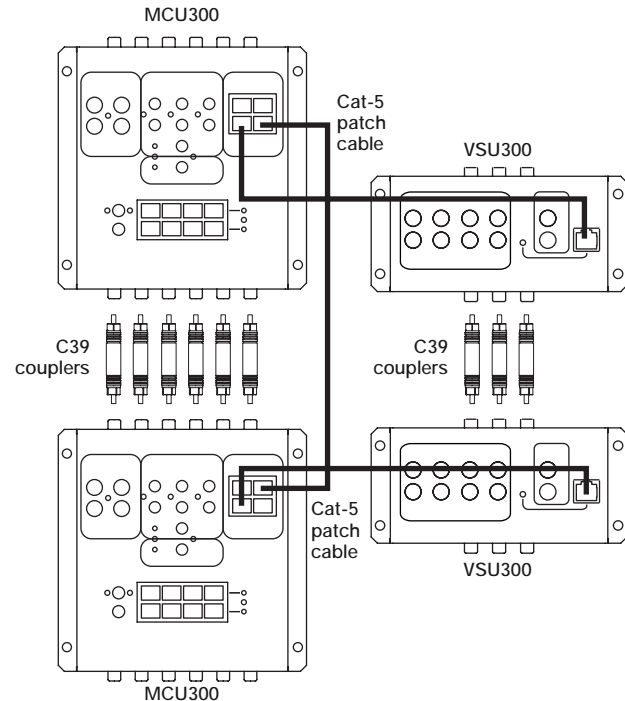 MCU300
Cat-5
patch
cable
VSU300
C39
couplers
C39
couplers
Cat-5
patch
cable
VSU300
MCU300